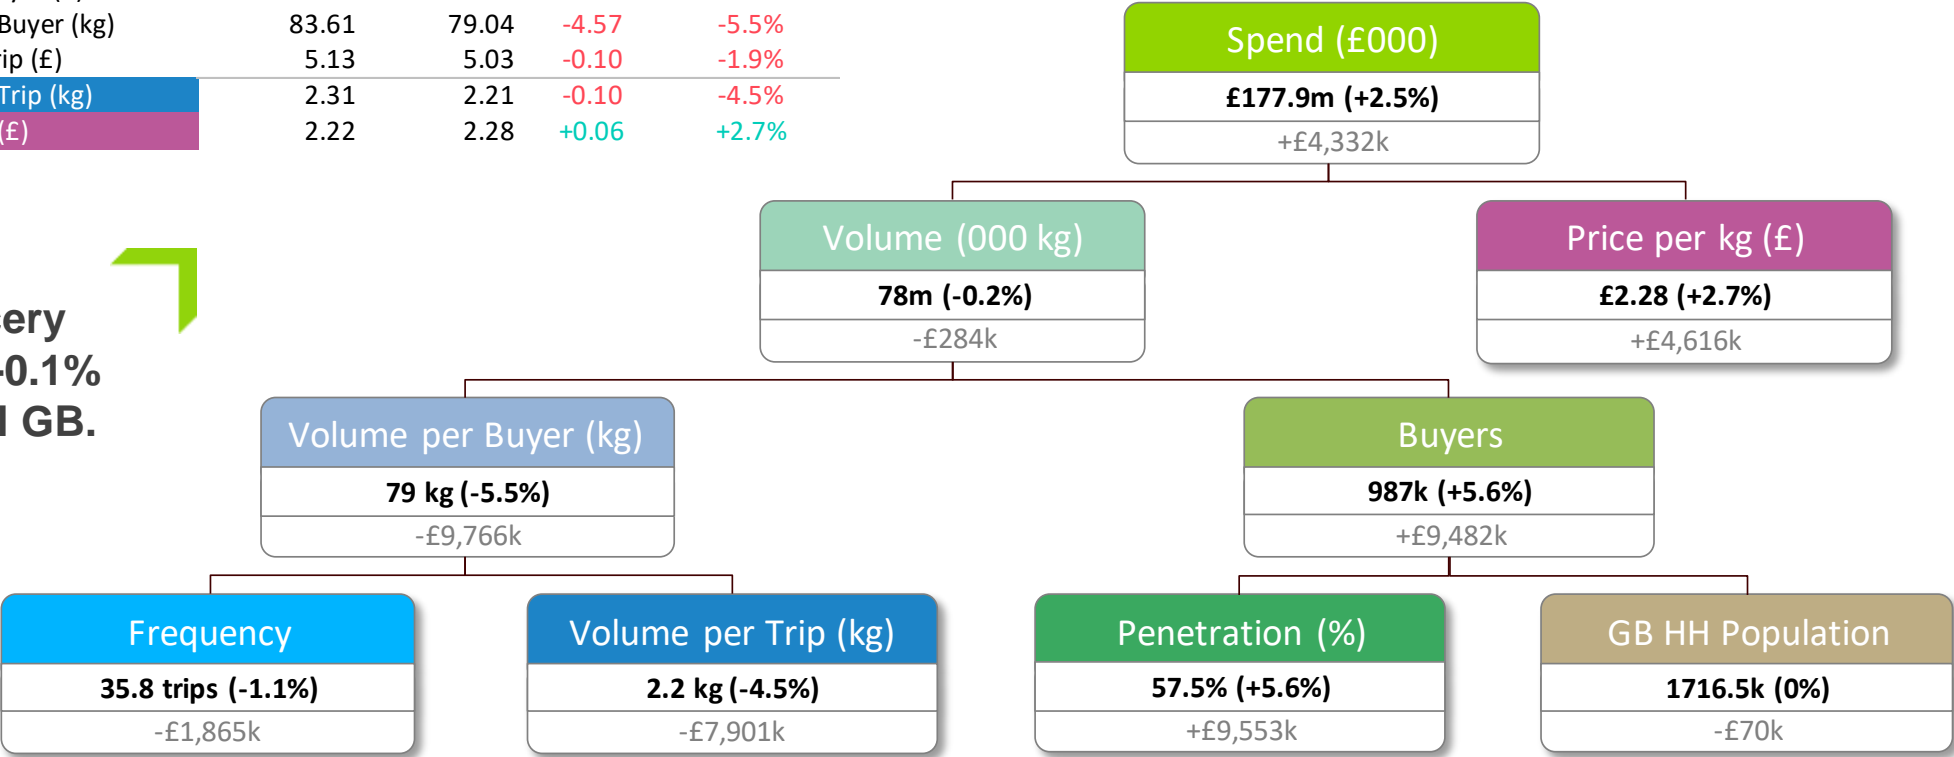 Buyer (kg) 83.61 79.04 -4.57 -5.5%
rip (£) 5.13 5.03 -0.10 -1.9%
Trip (kg) 2.31 2.21 -0.10 -4.5%
(£) 2.22 2.28 +0.06 +2.7%
Spend (£000)
£177.9m (+2.5%)
+£4,332k
Volume (000 kg)
78m (-0.2%)
-£284k
Price per kg (£)
£2.28 (+2.7%)
+£4,616k
ery
-0.1%
GB.
Volume per Buyer (kg)
79 kg (-5.5%)
-£9,766k
Buyers
987k (+5.6%)
+£9,482k
Frequency
35.8 trips (-1.1%)
-£1,865k
Volume per Trip (kg)
2.2 kg (-4.5%)
-£7,901k
Penetration (%)
57.5% (+5.6%)
+£9,553k
GB HH Population
1716.5k (0%)
-£70k